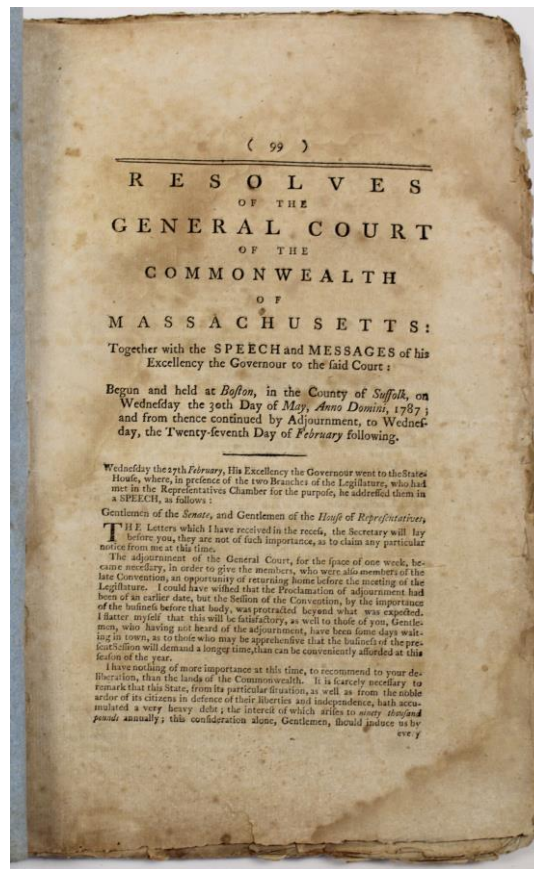 ( 99 )
R E S O L V E S
OF THE
GENERAL COURT
OF THE
COMMONWEALTH
OF
MASSACHUSETTS:
Together with the SPEECH and MESSAGES of his
Excellency the Governour to the ſaid Court :
Begun and held at Boſton, in the County of Suffolk, on
Wedneſday the 30th Day of May, Anno Domini, 1787 ;
and from thence continued by Adjournment, to Wedneſ-
day, the Twenty-ſeventh Day of February following.
Wedneſday the 27th February, His Excellency the Governour went to the State-
Houſe, where, in preſence of the two Branches of the Legiſlature, who had
met in the Repreſentatives Chamber for the purpoſe, he addreſſed them in
a SPEECH, as follows :
Gentlemen of the Senate, and Gentlemen of the Houſe of Repreſentatives,
THE Letters which I have received in the receſs, the Secretary will lay
before you, they are not of ſuch importance, as to claim any particular
notice from me at this time.
The adjournment of the General Court, for the ſpace of one week, be-
came neceſſary, in order to give the members, who were alſo members of the
late Convention, an opportunity of returning home before the meeting of the
Legiſlature. I could have wiſhed that the Proclamation of adjournment had
been of an earlier date, but the Seſſion of the Convention, by the importance
of the buſineſs before that body, was protracted beyond what was expected.
I flatter myſelf that this will be ſatisfactory, as well to thoſe of you, Gentle-
men, who having not heard of the adjournment, have been ſome days wait-
ing in town, as to thoſe who may be apprehenſive that the buſineſs of the pre-
ſent Seſſion will demand a longer time, than can be conveniently afforded at this
ſeaſon of the year.
I have nothing of more importance at this time, to recommend to your de-
liberation, than the lands of the Commonwealth. It is ſcarcely neceſſary to
remark that this State, from its particular ſituation, as well as from the noble
ardor of its citizens in defence of their liberties and independence, hath accu-
mulated a very heavy debt ; the intereſt of which ariſes to ninety thouſand
pounds annually ; this conſideration alone, Gentlemen, ſhould induce us by
eve y